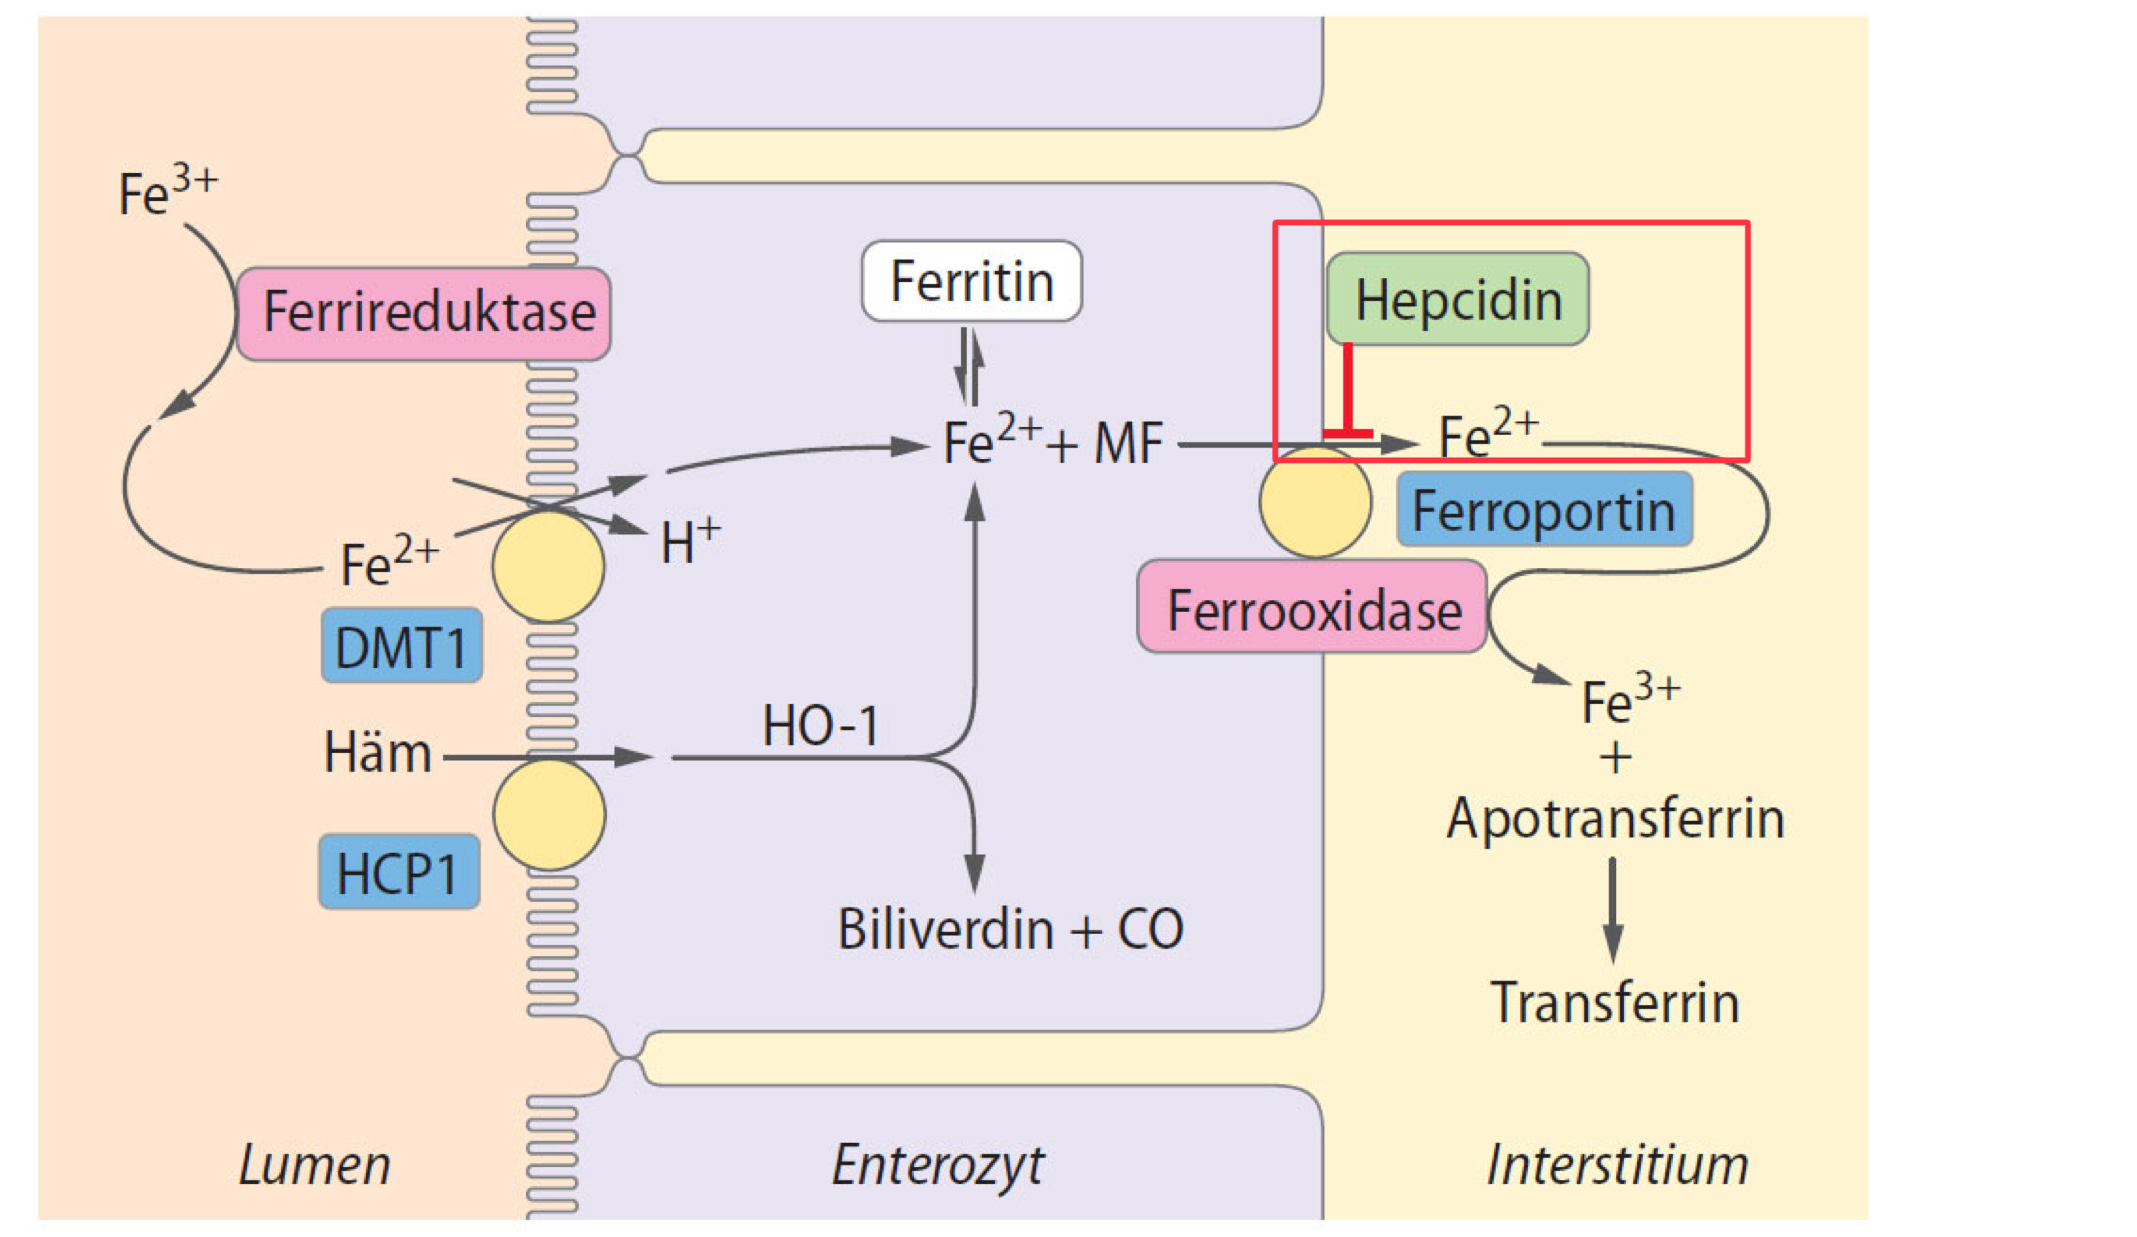 Fe³⁺
Ferrireduktase
Fe²⁺
H⁺
DMT1
Häm
HCP1
Ferritin
Fe²⁺ + MF
HO-1
Biliverdin + CO
Hepcidin
Fe²⁺
Ferroportin
Ferrooxidase
Fe³⁺
+
Apotransferrin
Transferrin
Lumen
Enterozyt
Interstitium